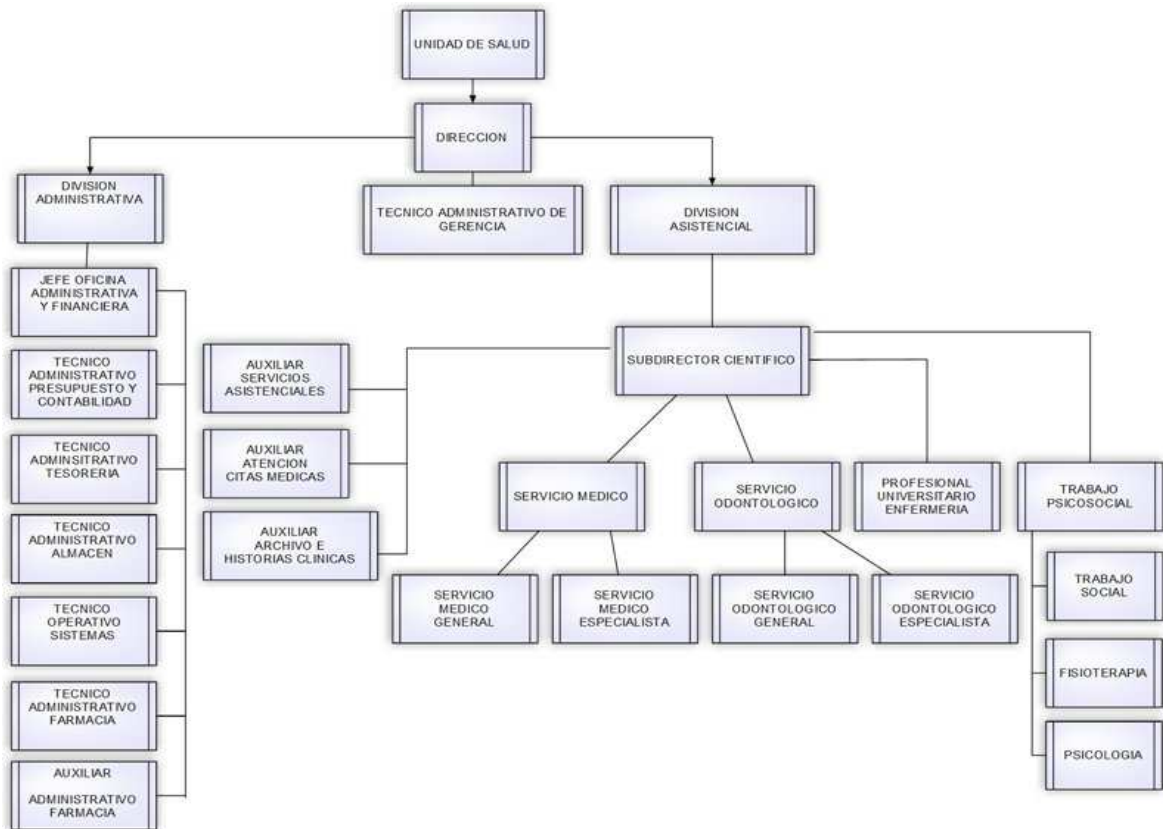 UNIDAD DE SALUD
DIRECCION
DIVISION
ADMINISTRATIVA
TECNICO ADMINISTRATIVO DE
GERENCIA
DIVISION
ASISTENCIAL
JEFE OFICINA
ADMINISTRATIVA
Y FINANCIERA
TECNICO
ADMINISTRATIVO
PRESUPUESTO Y
CONTABILIDAD
TECNICO
ADMINSITRATIVO
TESORERIA
TECNICO
ADMINISTRATIVO
ALMACEN
TECNICO
OPERATIVO
SISTEMAS
TECNICO
ADMINISTRATIVO
FARMACIA
AUXILIAR
ADMINISTRATIVO
FARMACIA
SUBDIRECTOR CIENTIFICO
AUXILIAR
SERVICIOS
ASISTENCIALES
AUXILIAR
ATENCION
CITAS MEDICAS
AUXILIAR
ARCHIVO E
HISTORIAS CLINICAS
SERVICIO MEDICO
SERVICIO
ODONTOLOGICO
PROFESIONAL
UNIVERSITARIO
ENFERMERIA
TRABAJO
PSICOSOCIAL
SERVICIO
MEDICO
GENERAL
SERVICIO
MEDICO
ESPECIALISTA
SERVICIO
ODONTOLOGICO
GENERAL
SERVICIO
ODONTOLOGICO
ESPECIALISTA
TRABAJO
SOCIAL
FISIOTERAPIA
PSICOLOGIA